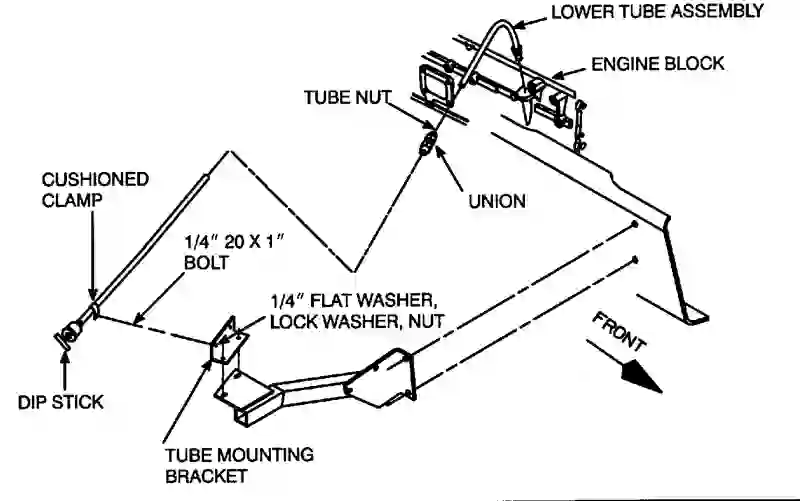 LOWER TUBE ASSEMBLY
ENGINE BLOCK
TUBE NUT
UNION
CUSHIONED
CLAMP
1/4" 20 X 1"
BOLT
1/4" FLAT WASHER,
LOCK WASHER, NUT
FRONT
DIP STICK
TUBE MOUNTING
BRACKET